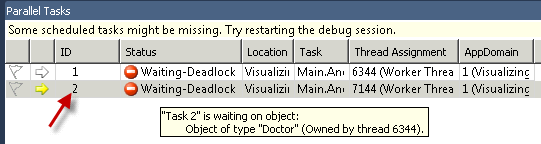 Parallel Tasks
Some scheduled tasks might be missing. Try restarting the debug session.
ID Status Location Task Thread Assignment AppDomain
1 Waiting-Deadlock Visualizi Main.An 6344 (Worker Threa 1 (Visualizing
2 Waiting-Deadlock Visualizi Main.An 7144 (Worker Threa 1 (Visualizing
"Task 2" is waiting on object:
Object of type "Doctor" (Owned by thread 6344).